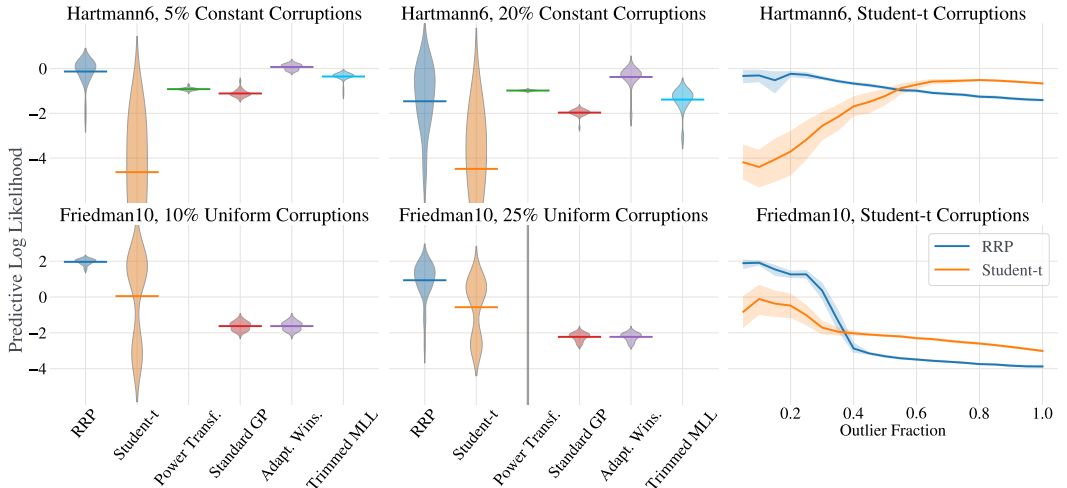 Hartmann6, 5% Constant Corruptions
Hartmann6, 20% Constant Corruptions
Hartmann6, Student-t Corruptions
0
−2
−4
Predictive Log Likelihood
Friedman10, 10% Uniform Corruptions
Friedman10, 25% Uniform Corruptions
Friedman10, Student-t Corruptions
2
0
−2
−4
RRP
Student-t
RRP
Student-t
Power Transf.
Standard GP
Adapt. Wins.
Trimmed MLL
RRP
Student-t
Power Transf.
Standard GP
Adapt. Wins.
Trimmed MLL
0.2
0.4
0.6
0.8
1.0
Outlier Fraction